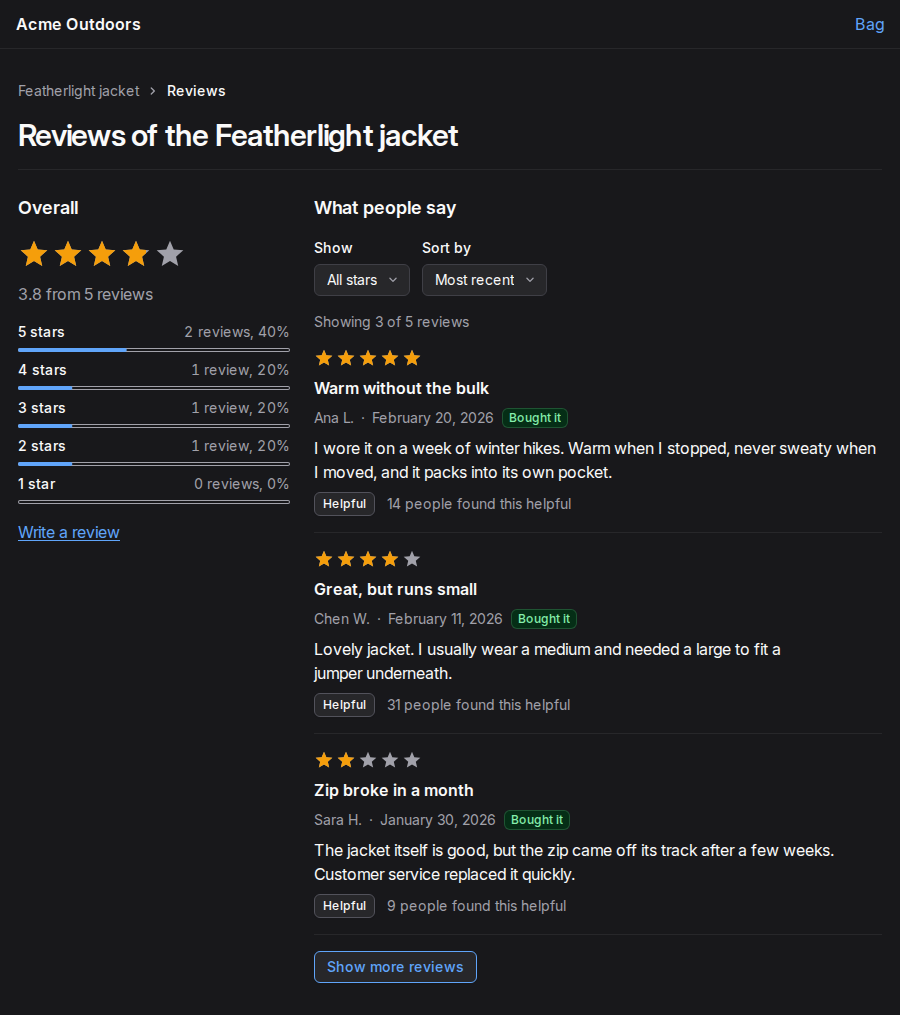 Acme Outdoors
Bag
Featherlight jacket
Reviews
Reviews of the Featherlight jacket
Overall
3.8 from 5 reviews
5 stars
2 reviews, 40%
4 stars
1 review, 20%
3 stars
1 review, 20%
2 stars
1 review, 20%
1 star
0 reviews, 0%
Write a review
What people say
Show
Sort by
All stars
Most recent
Showing 3 of 5 reviews
Warm without the bulk
Ana L. · February 20, 2026 Bought it
I wore it on a week of winter hikes. Warm when I stopped, never sweaty when
I moved, and it packs into its own pocket.
Helpful
14 people found this helpful
Great, but runs small
Chen W. · February 11, 2026 Bought it
Lovely jacket. I usually wear a medium and needed a large to fit a
jumper underneath.
Helpful
31 people found this helpful
Zip broke in a month
Sara H. · January 30, 2026 Bought it
The jacket itself is good, but the zip came off its track after a few weeks.
Customer service replaced it quickly.
Helpful
9 people found this helpful
Show more reviews